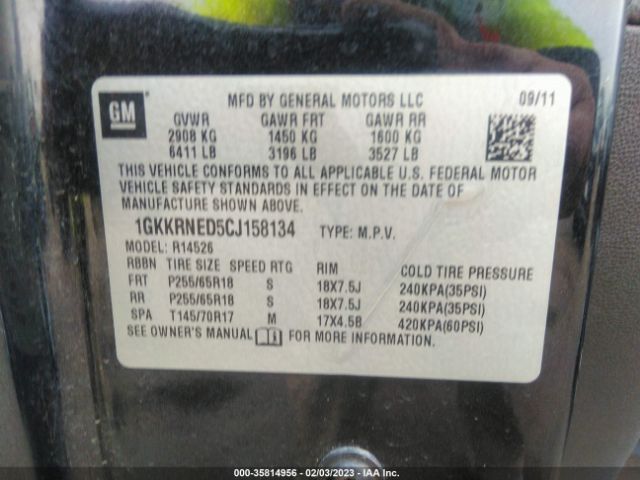 GM
MFD BY GENERAL MOTORS LLC 09/11
GVWR GAWR FRT GAWR RR
2908 KG 1450 KG 1600 KG
6411 LB 3196 LB 3527 LB
THIS VEHICLE CONFORMS TO ALL APPLICABLE U.S. FEDERAL MOTOR
VEHICLE SAFETY STANDARDS IN EFFECT ON THE DATE OF
MANUFACTURE SHOWN ABOVE.
1GKKRNED5CJ158134 TYPE: M.P.V.
MODEL: R14526
RBBN TIRE SIZE SPEED RTG RIM COLD TIRE PRESSURE
FRT P255/65R18 S 18X7.5J 240KPA(35PSI)
RR P255/65R18 S 18X7.5J 240KPA(35PSI)
SPA T145/70R17 M 17X4.5B 420KPA(60PSI)
SEE OWNER'S MANUAL FOR MORE INFORMATION.
000-35814956 - 02/03/2023 - IAA Inc.